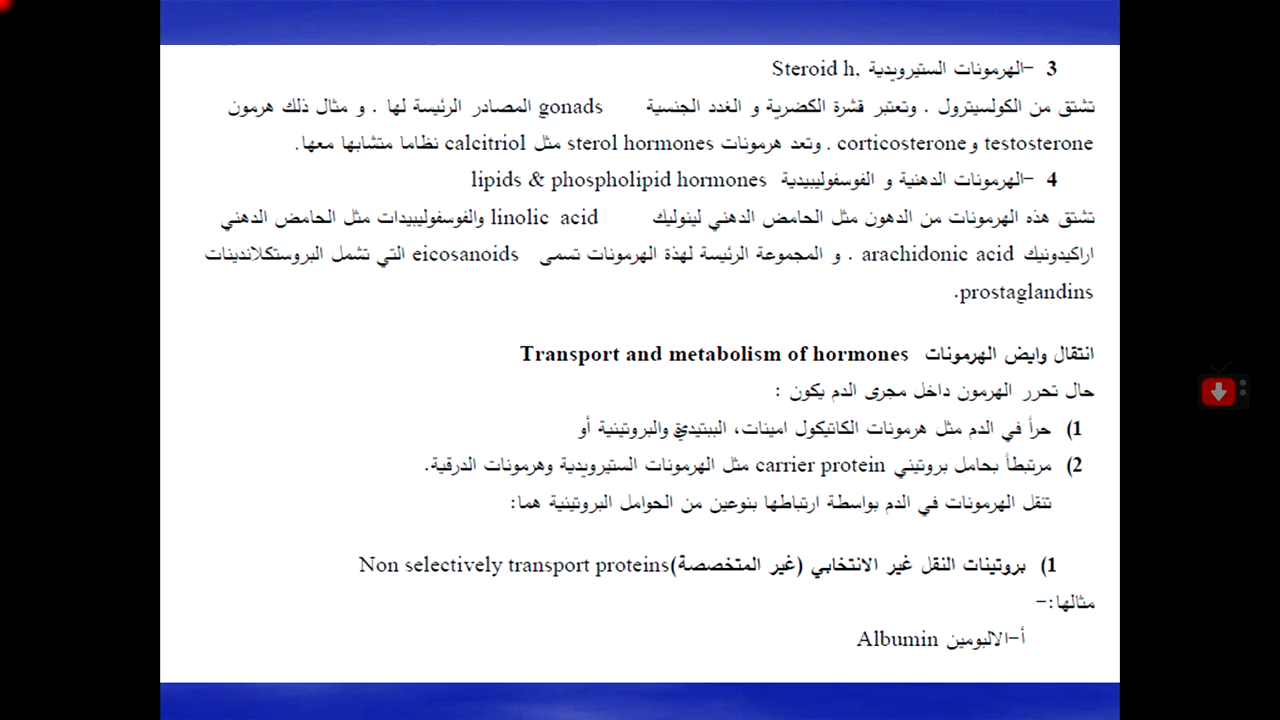 3 -الهرمونات الستيرويدية Steroid h,
تشتق من الكولسيترول . وتعتبر قشرة الكضرية و الغدد الجنسية gonads المصادر الرئيسة لها . و مثال ذلك هرمون
testosterone وcorticosterone . وتعد هرمونات sterol hormones مثل calcitriol نظاما متشابها معها.
4 -الهرمونات الدهنية و الفوسفوليبيدية lipids & phospholipid hormones
تشتق هذه الهرمونات من الدهون مثل الحامض الدهني لينوليك linolic acid والفوسفوليبيدات مثل الحامض الدهني
اراكيدونيك arachidonic acid . و المجموعة الرئيسة لهذة الهرمونات تسمى eicosanoids التي تشمل البروستكلاندينات
prostaglandins.
انتقال وايض الهرمونات Transport and metabolism of hormones
حال تحرر الهرمون داخل مجرى الدم يكون :
1) حراً في الدم مثل هرمونات الكاتيكول امينات، الببتيدية والبروتينية أو
2) مرتبطاً بحامل بروتيني carrier protein مثل الهرمونات الستيرويدية وهرمونات الدرقية.
تنقل الهرمونات في الدم بواسطة ارتباطها بنوعين من الحوامل البروتينية هما:
1) بروتينات النقل غير الانتخابي (غير المتخصصة)Non selectively transport proteins
مثالها:-
أ-الالبومين Albumin